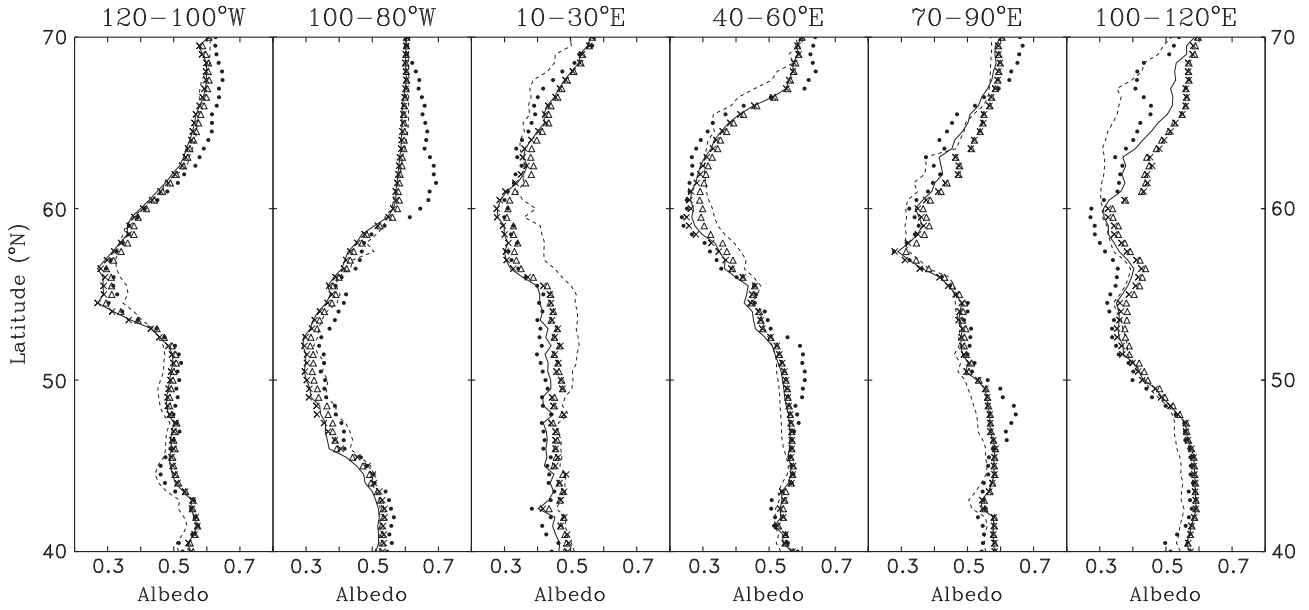 120−100°W 100−80°W 10−30°E 40−60°E 70−90°E 100−120°E
70 70
60 60
50 50
40 40
Latitude (°N)
0.3 0.5 0.7 0.3 0.5 0.7 0.3 0.5 0.7 0.3 0.5 0.7 0.3 0.5 0.7 0.3 0.5 0.7
Albedo Albedo Albedo Albedo Albedo Albedo